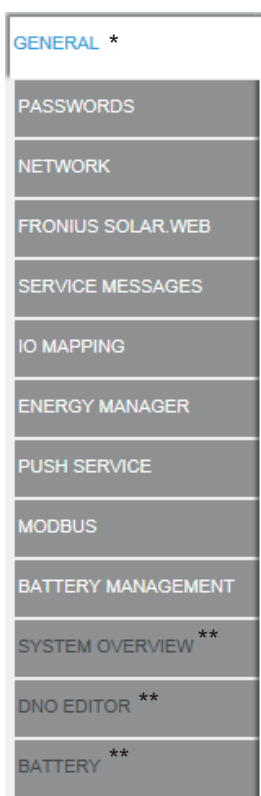 GENERAL *
PASSWORDS
NETWORK
FRONIUS SOLAR.WEB
SERVICE MESSAGES
IO MAPPING
ENERGY MANAGER
PUSH SERVICE
MODBUS
BATTERY MANAGEMENT
SYSTEM OVERVIEW **
DNO EDITOR **
BATTERY **